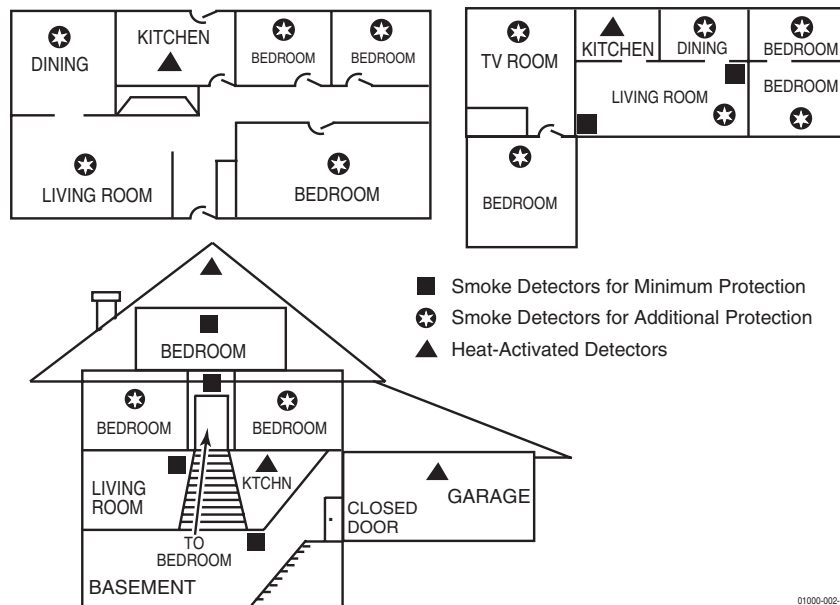 DINING
KITCHEN
BEDROOM
BEDROOM
LIVING ROOM
BEDROOM
TV ROOM
KITCHEN
DINING
BEDROOM
LIVING ROOM
BEDROOM
BEDROOM
Smoke Detectors for Minimum Protection
Smoke Detectors for Additional Protection
Heat-Activated Detectors
BEDROOM
BEDROOM
BEDROOM
LIVING
ROOM
KTCHN
TO
BEDROOM
BASEMENT
CLOSED
DOOR
GARAGE
01000-002-